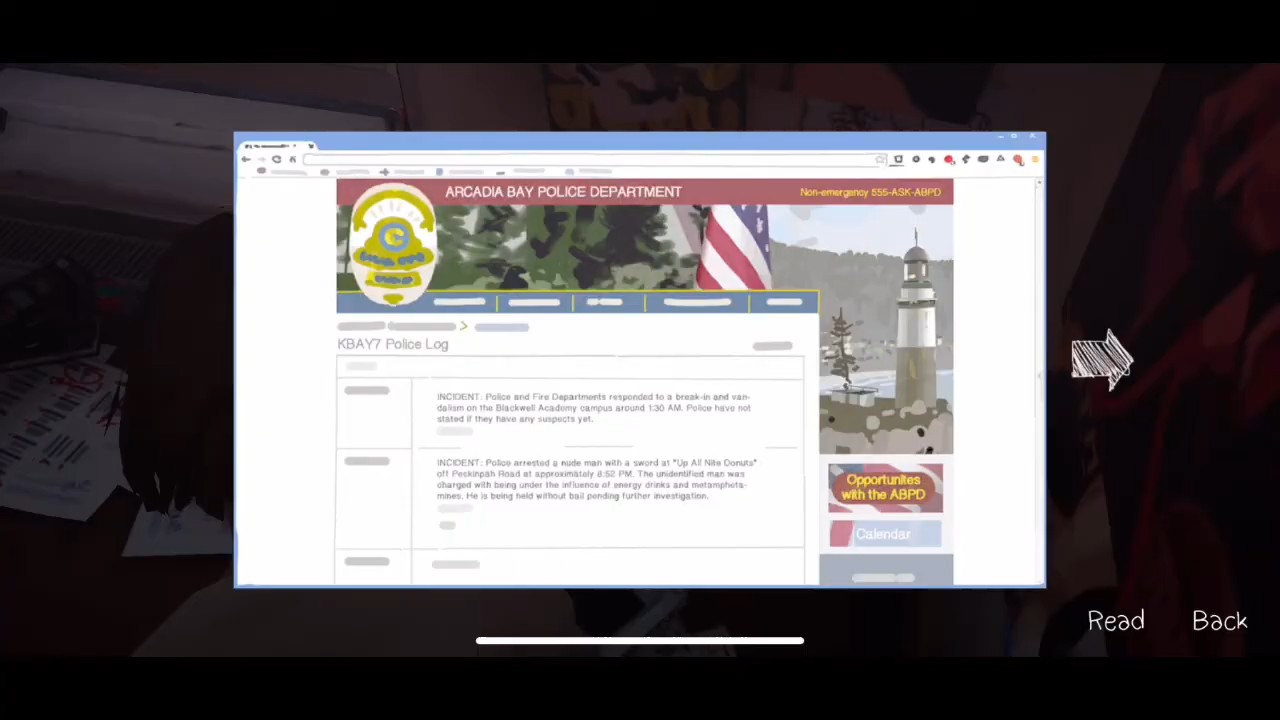 ARCADIA BAY POLICE DEPARTMENT
Non-emergency 555-ASK-ABPD
KBAY7 Police Log
INCIDENT: Police and Fire Departments responded to a break-in and van-
dalism on the Blackwell Academy campus around 1:30 AM. Police have not
stated if they have any suspects yet.
INCIDENT: Police arrested a nude man with a sword at "Up All Nite Donuts"
off Peckinpah Road at approximately 8:52 PM. The unidentified man was
charged with being under the influence of energy drinks and metampheta-
mines. He is being held without bail pending further investigation.
Opportunites
with the ABPD
Calendar
Read
Back